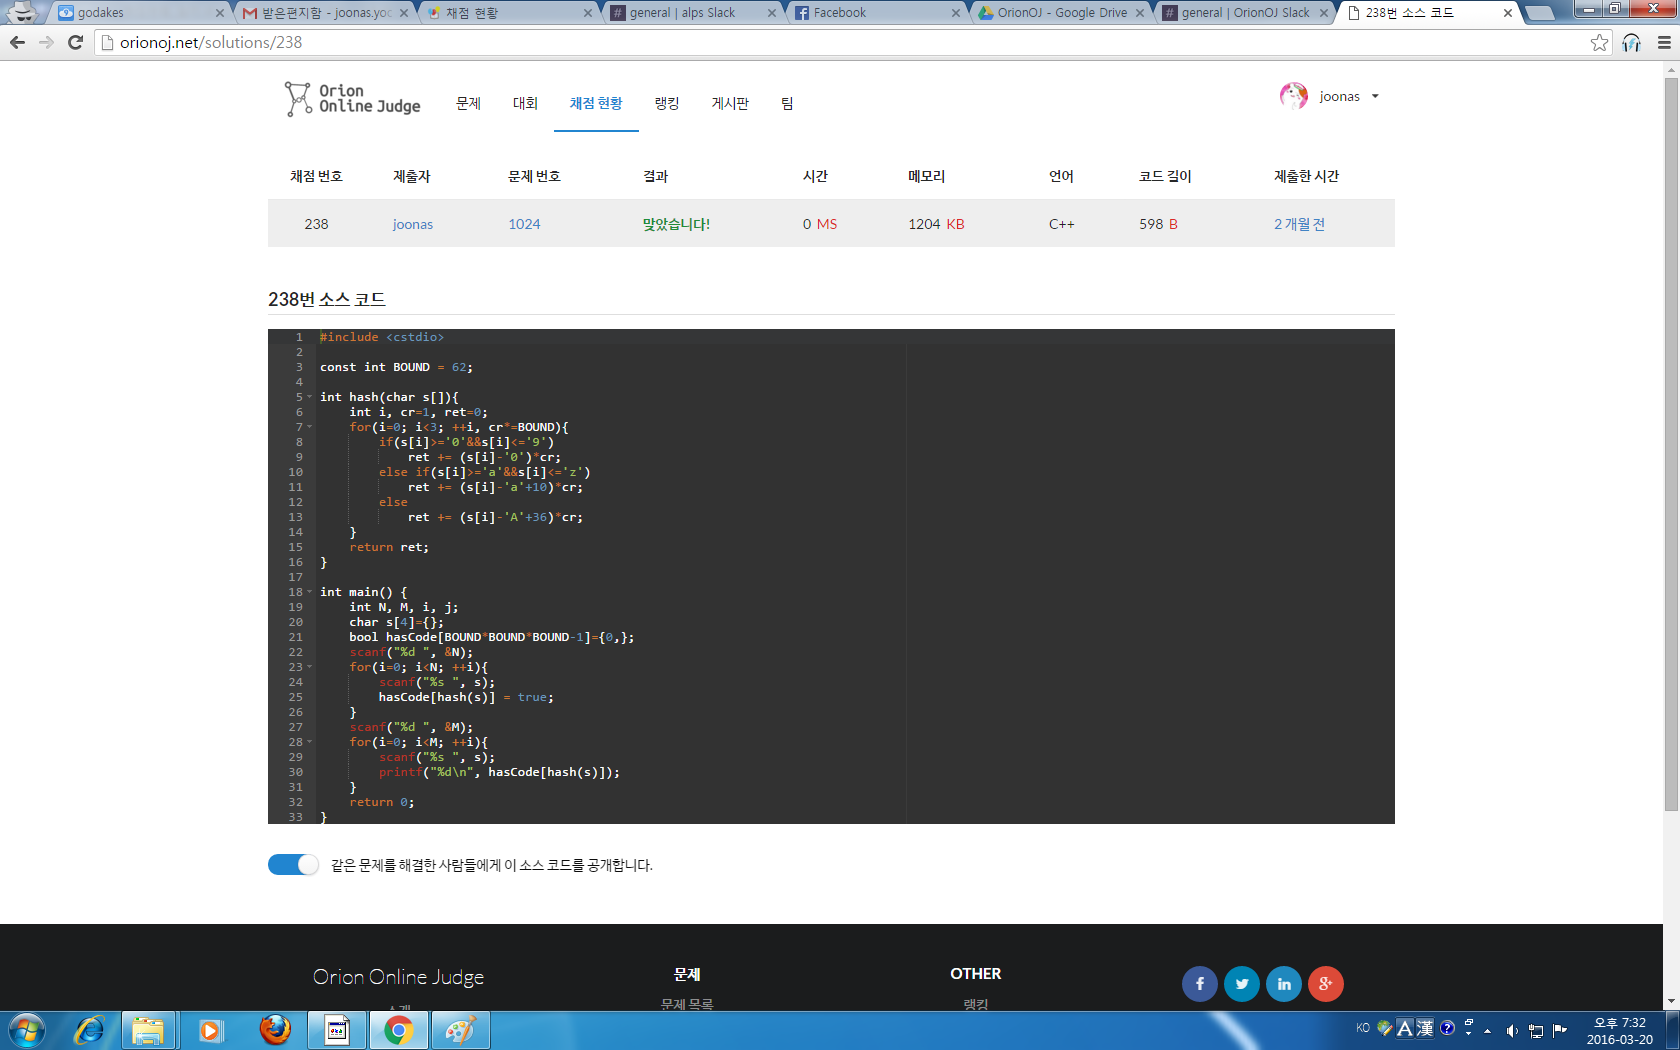 godakes
받은편지함 - joonas.yoc
채점 현황
general | alps Slack
Facebook
OrionOJ - Google Drive
general | OrionOJ Slack
238번 소스 코드
orionoj.net/solutions/238
Orion
Online Judge
문제
대회
채점 현황
랭킹
게시판
팀
joonas
채점 번호 제출자 문제 번호 결과 시간 메모리 언어 코드 길이 제출한 시간
238 joonas 1024 맞았습니다! 0 MS 1204 KB C++ 598 B 2 개월 전
238번 소스 코드
1 #include <cstdio>
2
3 const int BOUND = 62;
4
5 int hash(char s[]){
6 int i, cr=1, ret=0;
7 for(i=0; i<3; ++i, cr*=BOUND){
8 if(s[i]>='0'&&s[i]<='9')
9 ret += (s[i]-'0')*cr;
10 else if(s[i]>='a'&&s[i]<='z')
11 ret += (s[i]-'a'+10)*cr;
12 else
13 ret += (s[i]-'A'+36)*cr;
14 }
15 return ret;
16 }
17
18 int main() {
19 int N, M, i, j;
20 char s[4]={};
21 bool hasCode[BOUND*BOUND*BOUND-1]={0,};
22 scanf("%d ", &N);
23 for(i=0; i<N; ++i){
24 scanf("%s ", s);
25 hasCode[hash(s)] = true;
26 }
27 scanf("%d ", &M);
28 for(i=0; i<M; ++i){
29 scanf("%s ", s);
30 printf("%d\n", hasCode[hash(s)]);
31 }
32 return 0;
33 }
같은 문제를 해결한 사람들에게 이 소스 코드를 공개합니다.
Orion Online Judge
문제
OTHER
문제 목록
랭킹
KO
A 漢
오후 7:32
2016-03-20